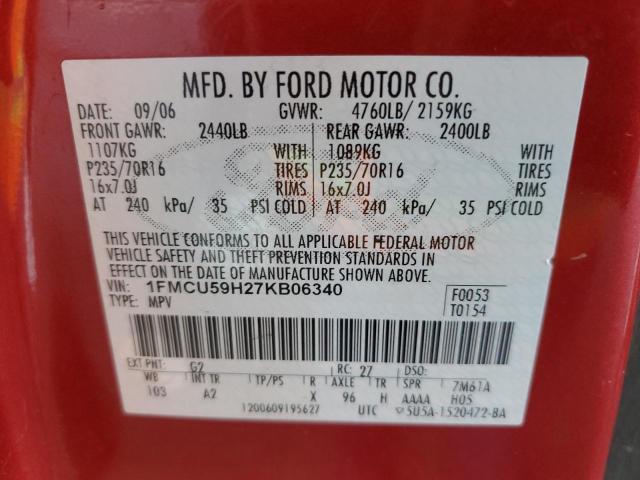 MFD. BY FORD MOTOR CO.
DATE: 09/06 GVWR: 4760LB/ 2159KG
FRONT GAWR: 2440LB REAR GAWR: 2400LB
1107KG WITH 1089KG WITH
P235/70R16 TIRES P235/70R16 TIRES
16x7.0J RIMS 16x7.0J RIMS
AT 240 kPa/ 35 PSI COLD AT 240 kPa/ 35 PSI COLD
THIS VEHICLE CONFORMS TO ALL APPLICABLE FEDERAL MOTOR
VEHICLE SAFETY AND THEFT PREVENTION STANDARDS IN
EFFECT ON THE DATE OF MANUFACTURE SHOWN ABOVE.
VIN: 1FMCU59H27KB06340 F0053
TYPE: MPV T0154
EXT PNT: G2 RC: 27 DSO:
WB INT TR TP/PS R AXLE TR SPR 7M61A
103 A2 X 96 H AAAA H05
1200609195627 UTC 5U5A-1520472-BA